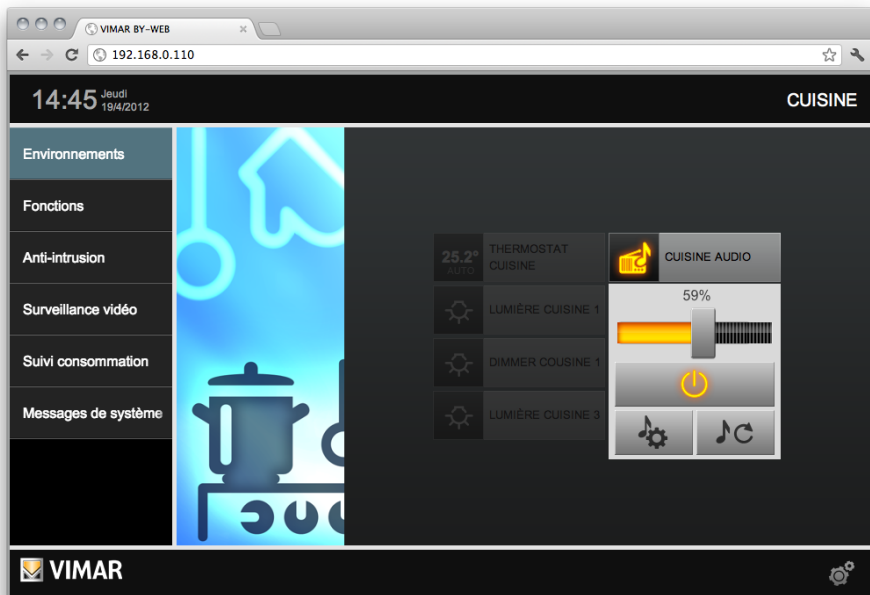 VIMAR BY-WEB
192.168.0.110
14:45 Jeudi
19/4/2012
CUISINE
Environnements
Fonctions
Anti-intrusion
Surveillance vidéo
Suivi consommation
Messages de système
25.2°
AUTO
THERMOSTAT
CUISINE
LUMIÈRE CUISINE 1
DIMMER COUSINE 1
LUMIÈRE CUISINE 3
CUISINE AUDIO
59%
VIMAR